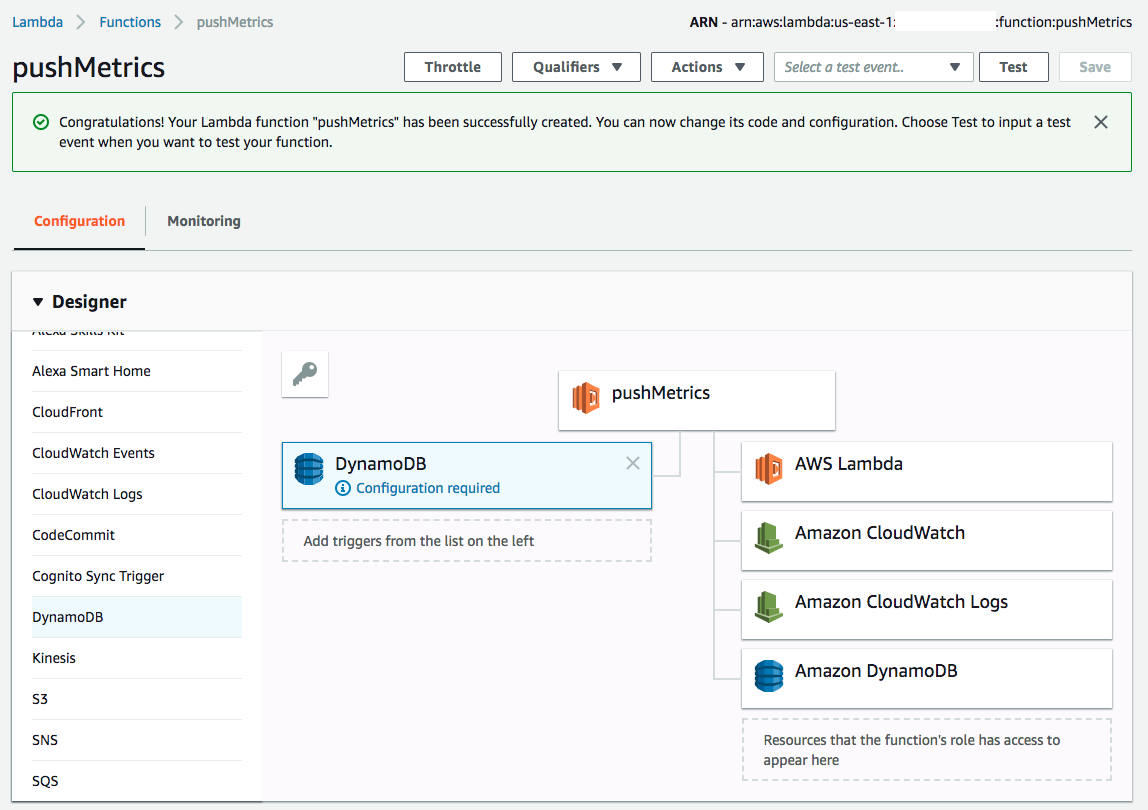 Lambda > Functions > pushMetrics
ARN - arn:aws:lambda:us-east-1: :function:pushMetrics
pushMetrics
Throttle
Qualifiers
Actions
Select a test event..
Test
Save
Congratulations! Your Lambda function "pushMetrics" has been successfully created. You can now change its code and configuration. Choose Test to input a test
event when you want to test your function.
Configuration
Monitoring
Designer
Alexa Skills Kit
Alexa Smart Home
CloudFront
CloudWatch Events
CloudWatch Logs
CodeCommit
Cognito Sync Trigger
DynamoDB
Kinesis
S3
SNS
SQS
pushMetrics
DynamoDB
Configuration required
Add triggers from the list on the left
AWS Lambda
Amazon CloudWatch
Amazon CloudWatch Logs
Amazon DynamoDB
Resources that the function's role has access to
appear here